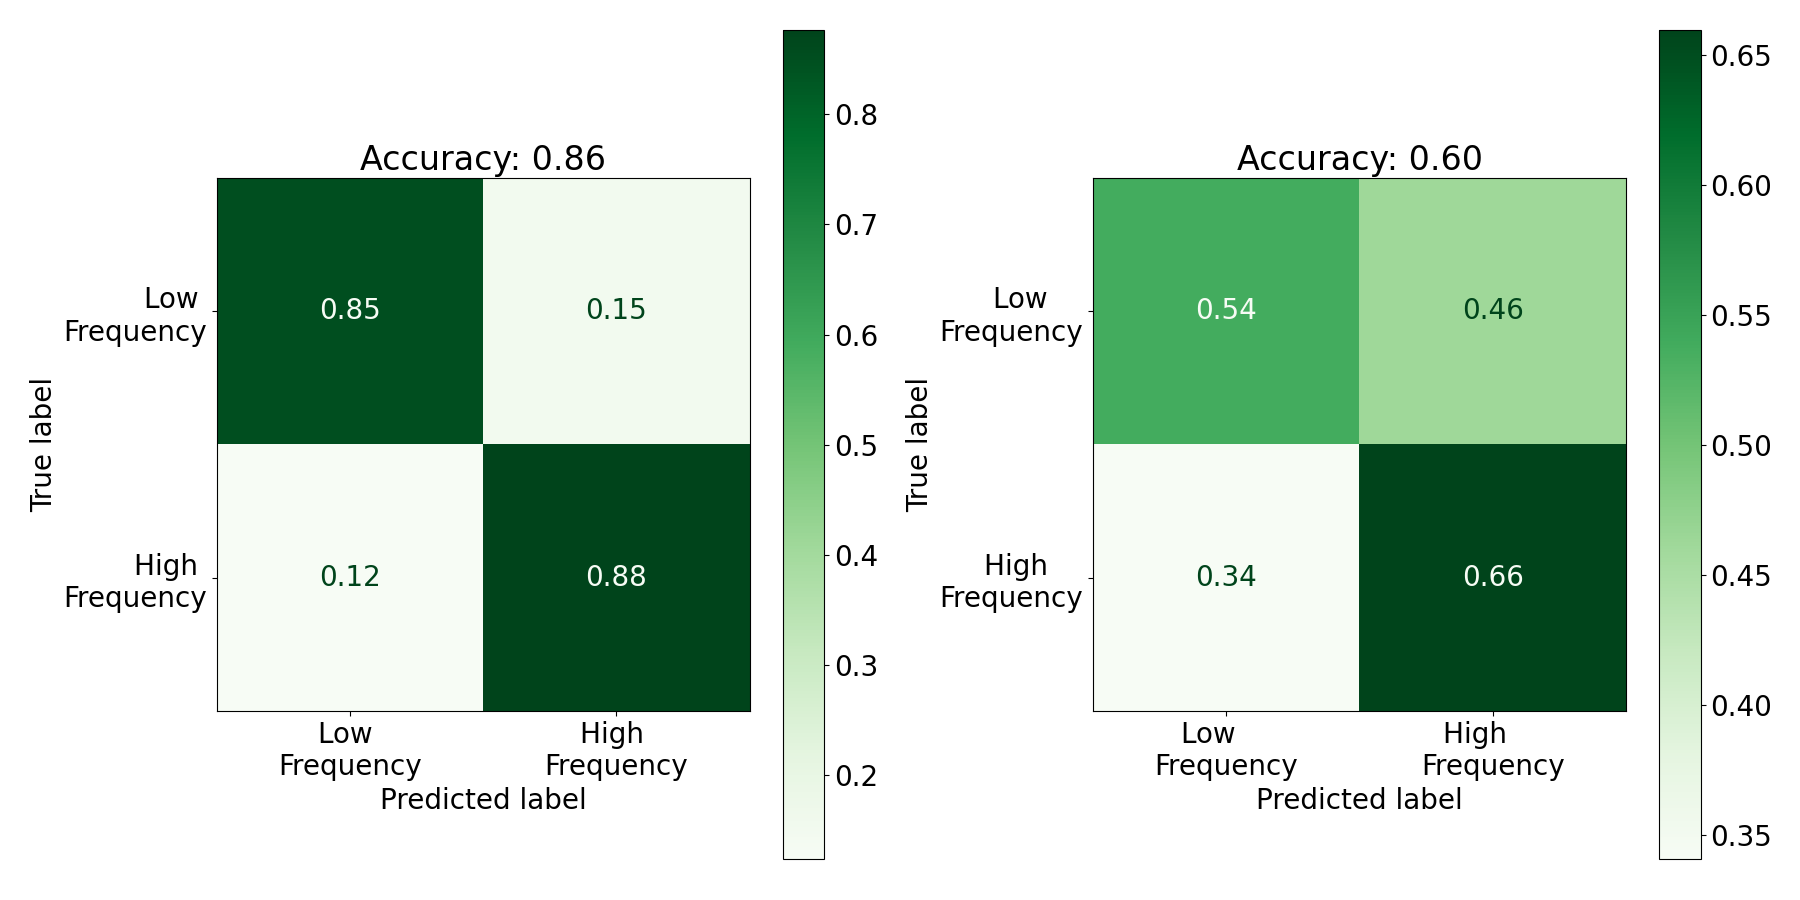 Accuracy: 0.86
True label
Low
Frequency
High
Frequency
0.85
0.15
0.12
0.88
Low
Frequency
High
Frequency
Predicted label
0.8
0.7
0.6
0.5
0.4
0.3
0.2
Accuracy: 0.60
True label
Low
Frequency
High
Frequency
0.54
0.46
0.34
0.66
Low
Frequency
High
Frequency
Predicted label
0.65
0.60
0.55
0.50
0.45
0.40
0.35